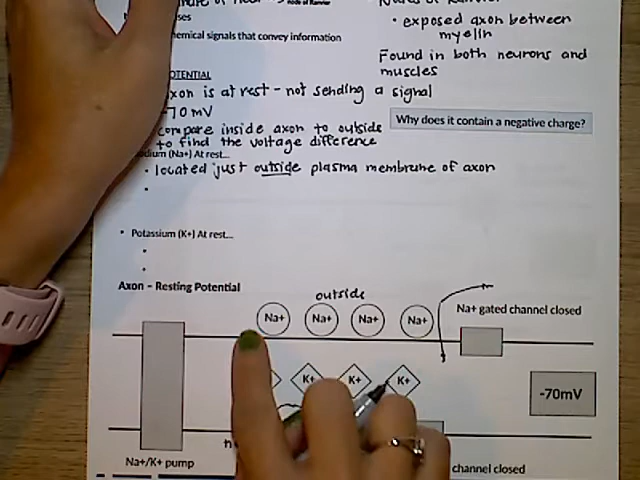 Node of Ranvier
• exposed axon between
myelin
chemical signals that convey information
Found in both neurons and
muscles
POTENTIAL
axon is at rest - not sending a signal
-70 mV
compare inside axon to outside
to find the voltage difference
Why does it contain a negative charge?
Sodium (Na+) At rest...
• located just outside plasma membrane of axon
•
• Potassium (K+) At rest...
•
•
Axon – Resting Potential
outside
Na+ Na+ Na+ Na+
Na+ gated channel closed
K+ K+ K+
-70mV
Na+/K+ pump
channel closed